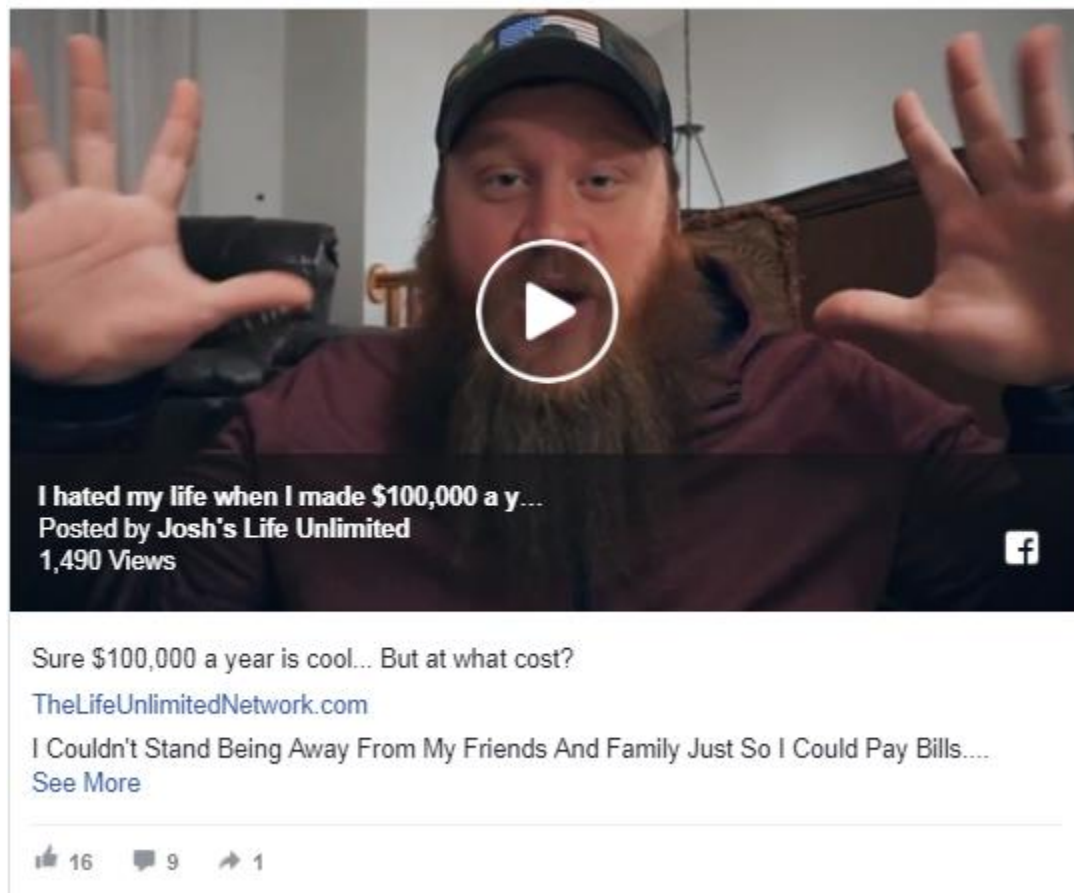 I hated my life when I made $100,000 a y...
Posted by Josh's Life Unlimited
1,490 Views
Sure $100,000 a year is cool... But at what cost?
TheLifeUnlimitedNetwork.com
I Couldn't Stand Being Away From My Friends And Family Just So I Could Pay Bills....
See More
16 9 1